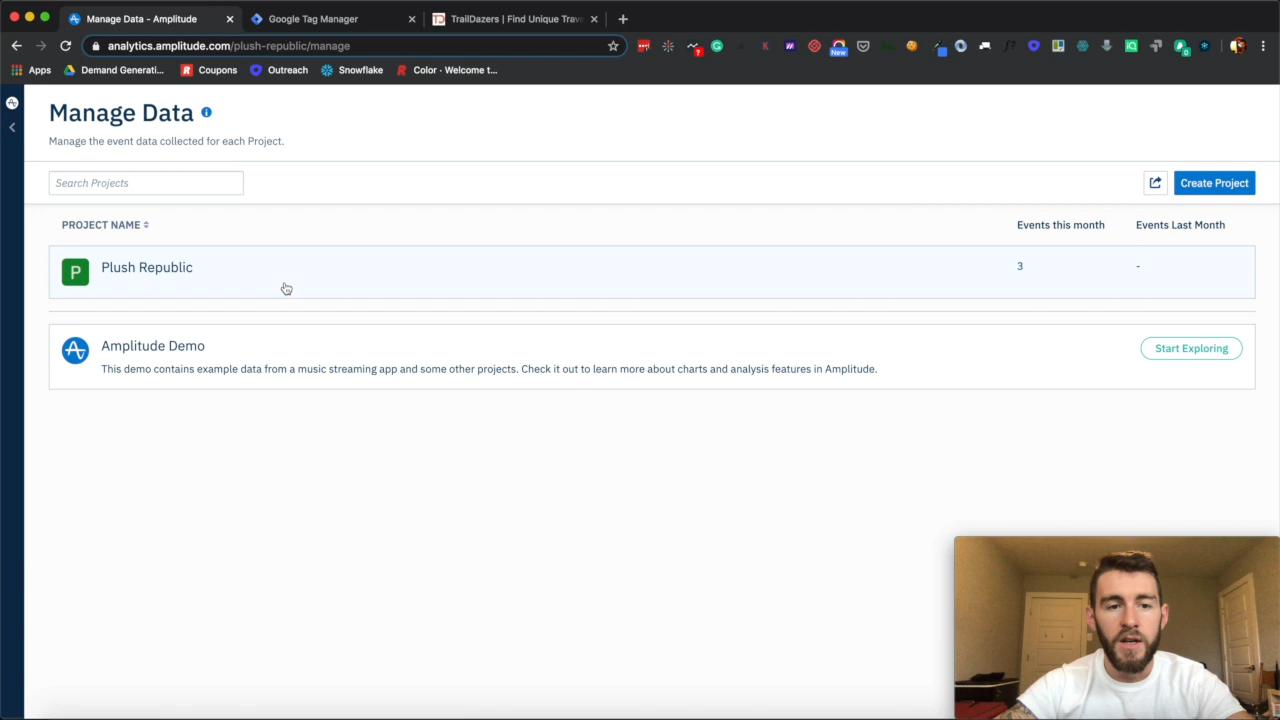 Manage Data - Amplitude
Google Tag Manager
TrailDazers | Find Unique Trave
analytics.amplitude.com/plush-republic/manage
New
Apps
Demand Generati...
Coupons
Outreach
Snowflake
Color · Welcome t...
Manage Data
Manage the event data collected for each Project.
Search Projects
Create Project
PROJECT NAME
Events this month
Events Last Month
P
Plush Republic
3
-
Amplitude Demo
This demo contains example data from a music streaming app and some other projects. Check it out to learn more about charts and analysis features in Amplitude.
Start Exploring